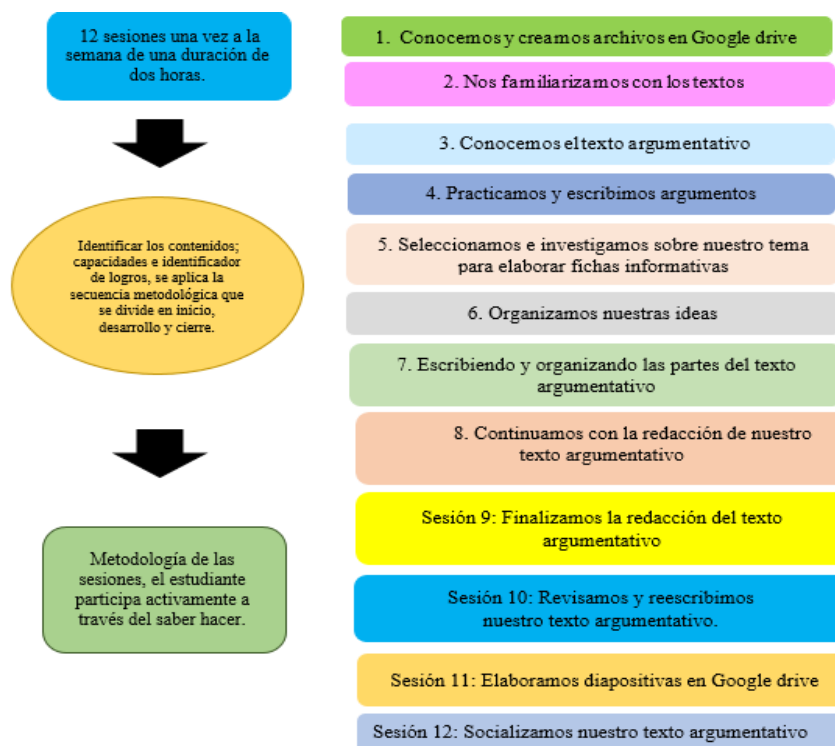 12 sesiones una vez a la
semana de una duración de
dos horas.
Identificar los contenidos;
capacidades e identificador
de logros, se aplica la
secuencia metodológica que
se divide en inicio,
desarrollo y cierre.
Metodología de las
sesiones, el estudiante
participa activamente a
través del saber hacer.
1. Conocemos y creamos archivos en Google drive
2. Nos familiarizamos con los textos
3. Conocemos el texto argumentativo
4. Practicamos y escribimos argumentos
5. Seleccionamos e investigamos sobre nuestro tema
para elaborar fichas informativas
6. Organizamos nuestras ideas
7. Escribiendo y organizando las partes del texto
argumentativo
8. Continuamos con la redacción de nuestro
texto argumentativo
Sesión 9: Finalizamos la redacción del texto
argumentativo
Sesión 10: Revisamos y reescribimos
nuestro texto argumentativo.
Sesión 11: Elaboramos diapositivas en Google drive
Sesión 12: Socializamos nuestro texto argumentativo